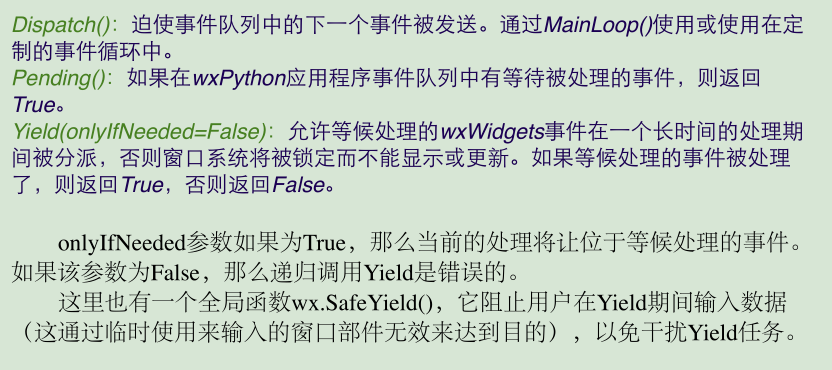 Dispatch()：迫使事件队列中的下一个事件被发送。通过MainLoop()使用或使用在定
制的事件循环中。
Pending()：如果在wxPython应用程序事件队列中有等待被处理的事件，则返回
True。
Yield(onlyIfNeeded=False)：允许等候处理的wxWidgets事件在一个长时间的处理期
间被分派，否则窗口系统将被锁定而不能显示或更新。如果等候处理的事件被处理
了，则返回True，否则返回False。
onlyIfNeeded参数如果为True，那么当前的处理将让位于等候处理的事件。
如果该参数为False，那么递归调用Yield是错误的。
这里也有一个全局函数wx.SafeYield()，它阻止用户在Yield期间输入数据
（这通过临时使用来输入的窗口部件无效来达到目的），以免干扰Yield任务。